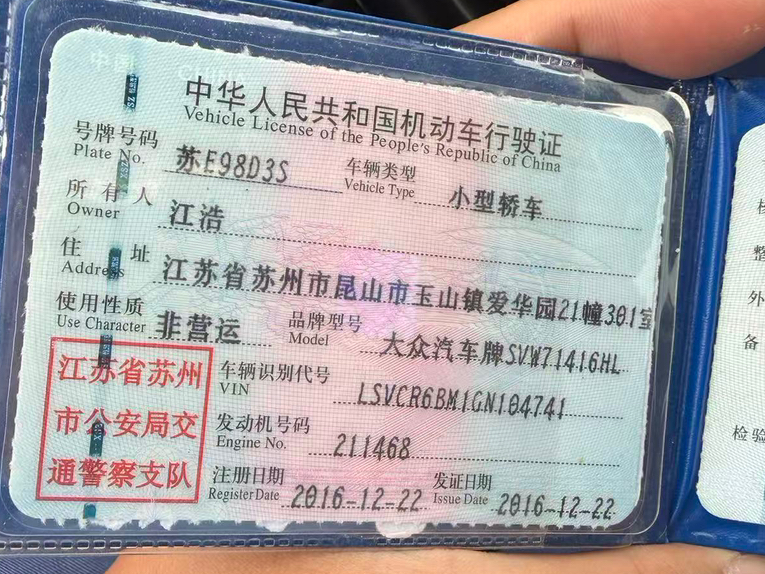 中华人民共和国机动车行驶证
Vehicle License of the People's Republic of China
号牌号码 苏E98D3S 车辆类型 小型轿车
Plate No. Vehicle Type
所有人 江浩
Owner
住址 江苏省苏州市昆山市玉山镇爱华园21幢301室
Address
使用性质 非营运 品牌型号 大众汽车牌SVW71416HL
Use Character Model
江苏省苏州
市公安局交
通警察支队
车辆识别代号 LSVCR6BM1GN104741
VIN
发动机号码 211468
Engine No.
注册日期 2016-12-22 发证日期 2016-12-22
Register Date Issue Date
整
外
备
检验